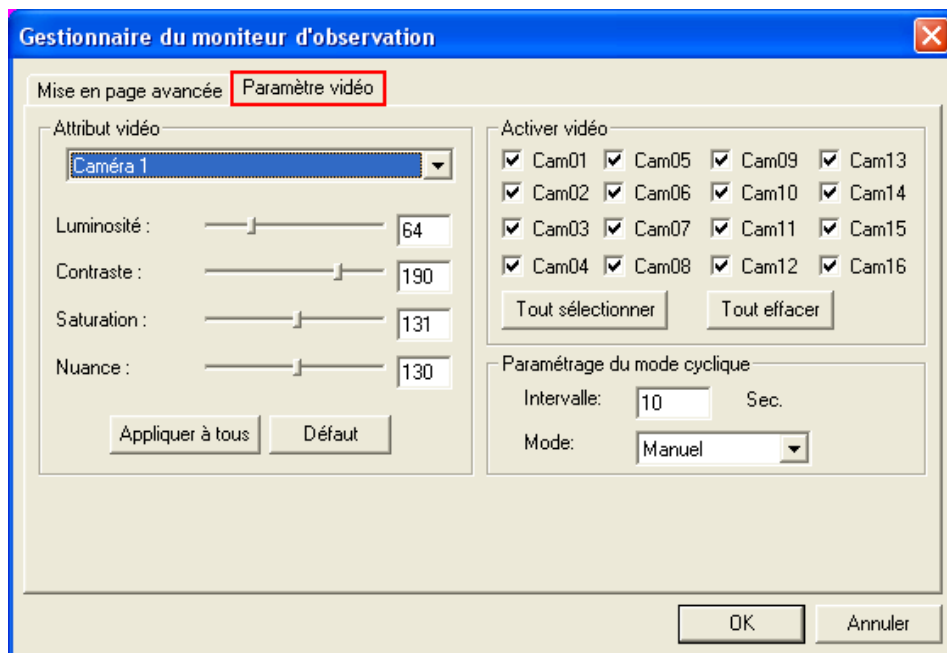 Gestionnaire du moniteur d'observation
Mise en page avancée
Paramètre vidéo
Attribut vidéo
Caméra 1
Luminosité :
64
Contraste :
190
Saturation :
131
Nuance :
130
Appliquer à tous
Défaut
Activer vidéo
Cam01 Cam05 Cam09 Cam13
Cam02 Cam06 Cam10 Cam14
Cam03 Cam07 Cam11 Cam15
Cam04 Cam08 Cam12 Cam16
Tout sélectionner
Tout effacer
Paramétrage du mode cyclique
Intervalle: 10 Sec.
Mode: Manuel
OK
Annuler